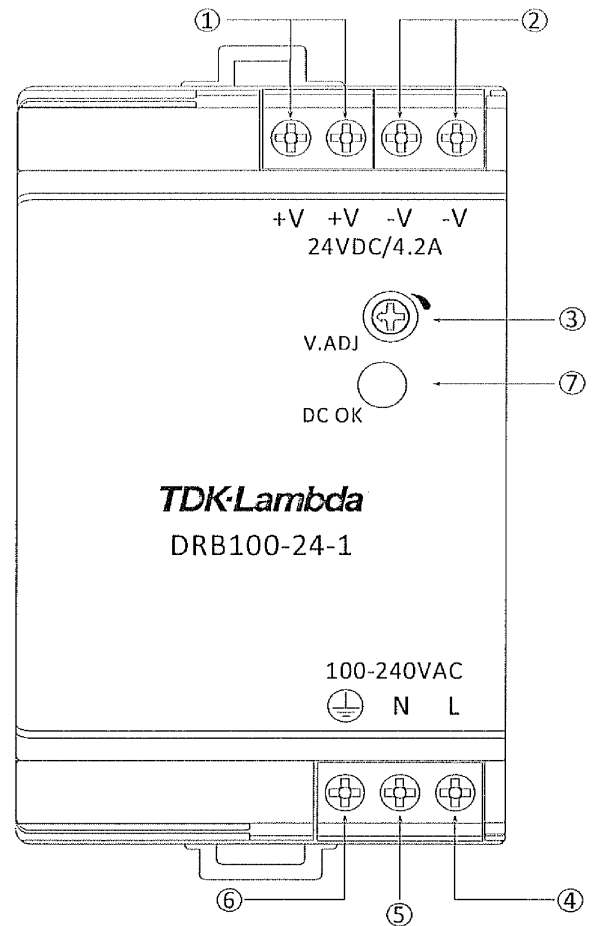 ① ②
+V +V -V -V
24VDC/4.2A
③
V.ADJ
⑦
DC OK
TDK·Lambda
DRB100-24-1
100-240VAC
N L
⑥ ⑤ ④